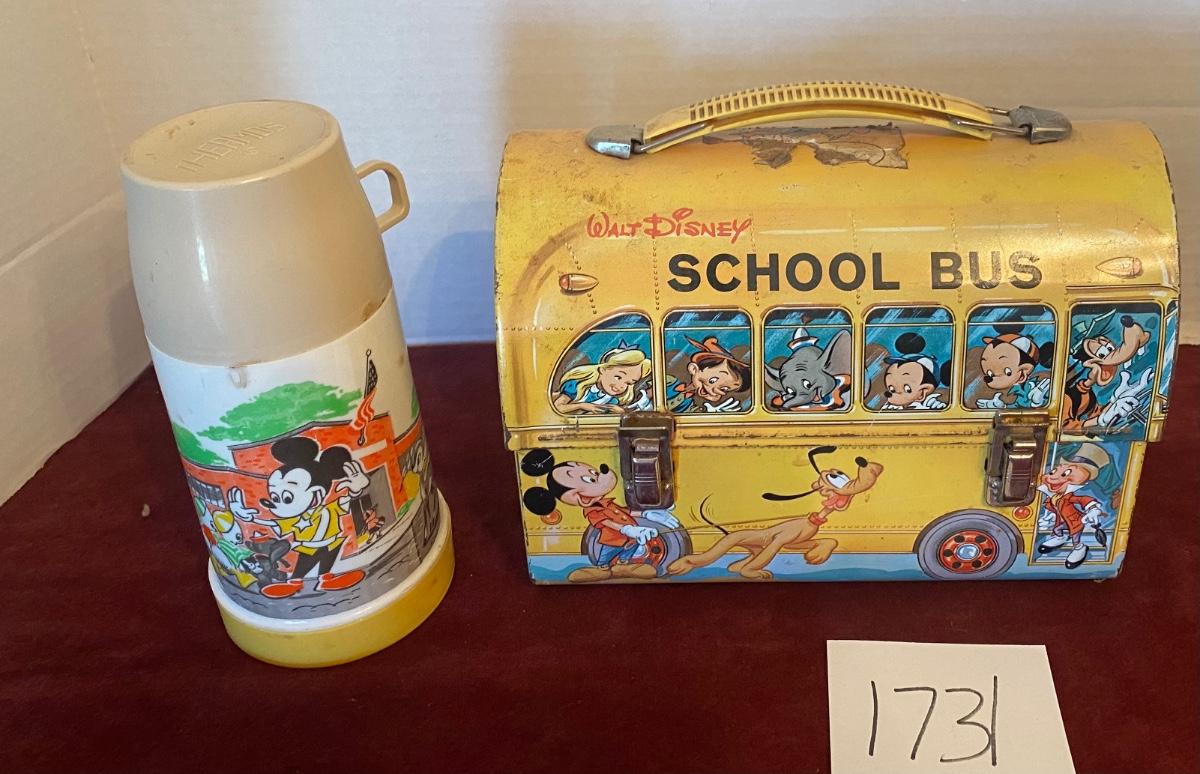 THERMOS
WALT DISNEY
SCHOOL BUS
1731